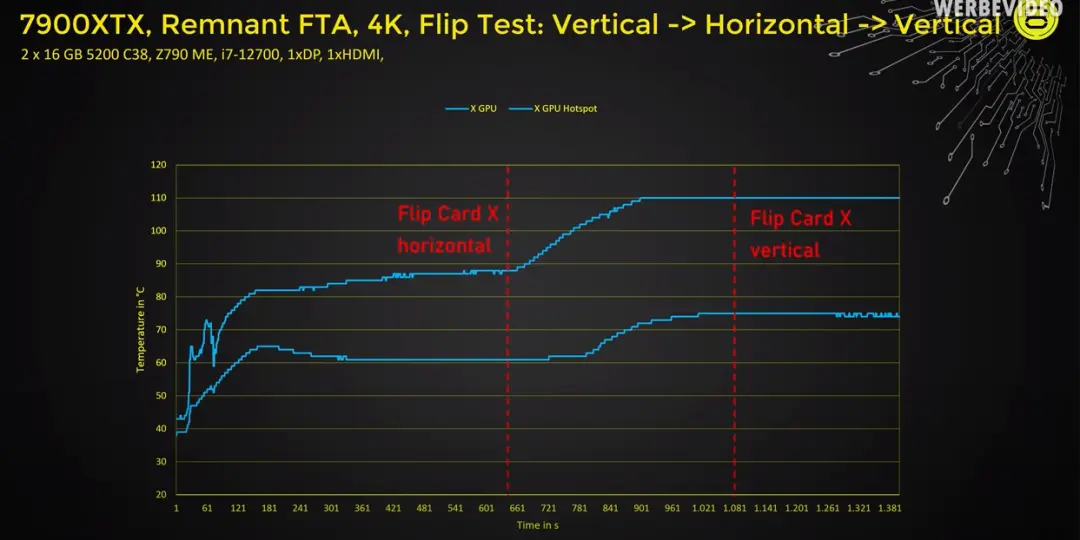 WERBEVIDEO
7900XTX, Remnant FTA, 4K, Flip Test: Vertical -> Horizontal -> Vertical
2 x 16 GB 5200 C38, Z790 ME, i7-12700, 1xDP, 1xHDMI,
X GPU X GPU Hotspot
120
110
100
90
80
70
60
50
40
30
20
Temperature in °C
Flip Card X
horizontal
Flip Card X
vertical
1 61 121 181 241 301 361 421 481 541 601 661 721 781 841 901 961 1.021 1.081 1.141 1.201 1.261 1.321 1.381
Time in s